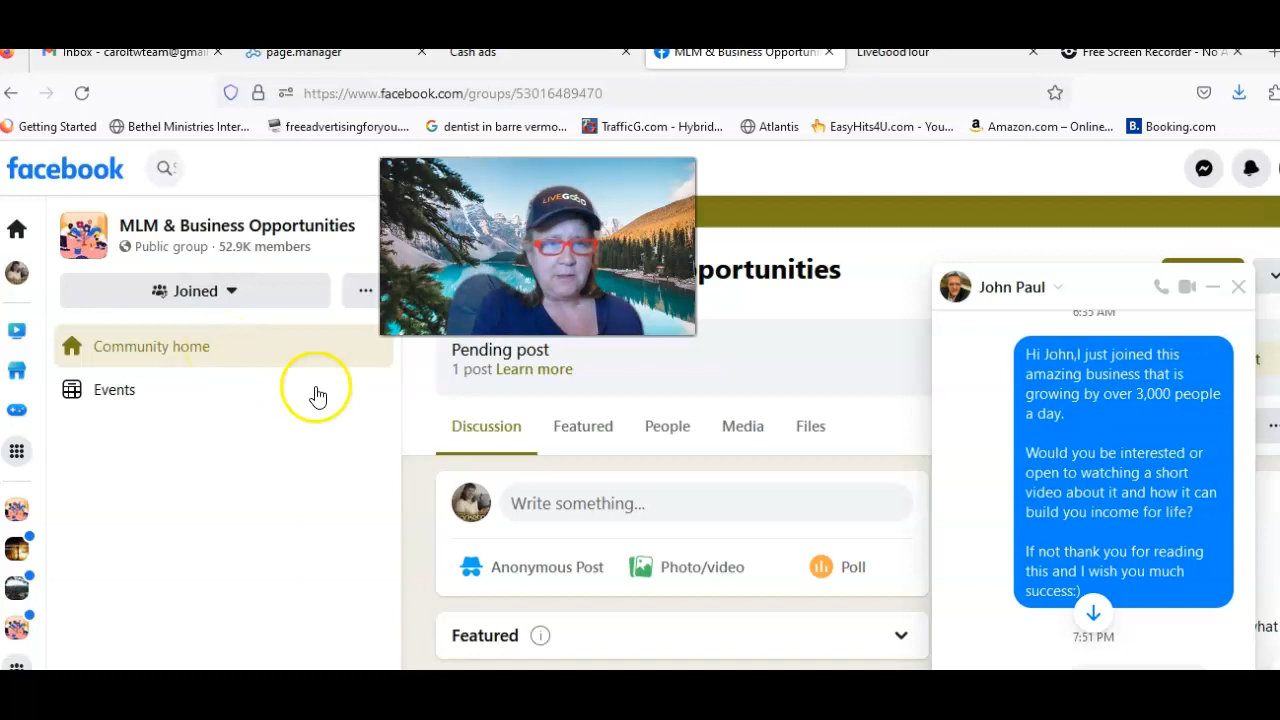 Inbox - caroltwteam@gmai
page.manager
Cash ads
MLM & Business Opportuni
LiveGoodTour
Free Screen Recorder - No A
https://www.facebook.com/groups/53016489470
Getting Started
Bethel Ministries Inter...
freeadvertisingforyou....
dentist in barre vermo...
TrafficG.com - Hybrid...
Atlantis
EasyHits4U.com - You...
Amazon.com – Online...
Booking.com
facebook
MLM & Business Opportunities
Public group · 52.9K members
Joined
Community home
Events
LIVEGOOD
portunities
Pending post
1 post Learn more
Discussion
Featured
People
Media
Files
Write something...
Anonymous Post
Photo/video
Poll
Featured
John Paul
6:35 AM
Hi John,I just joined this
amazing business that is
growing by over 3,000 people
a day.
Would you be interested or
open to watching a short
video about it and how it can
build you income for life?
If not thank you for reading
this and I wish you much
success:)
7:51 PM
what